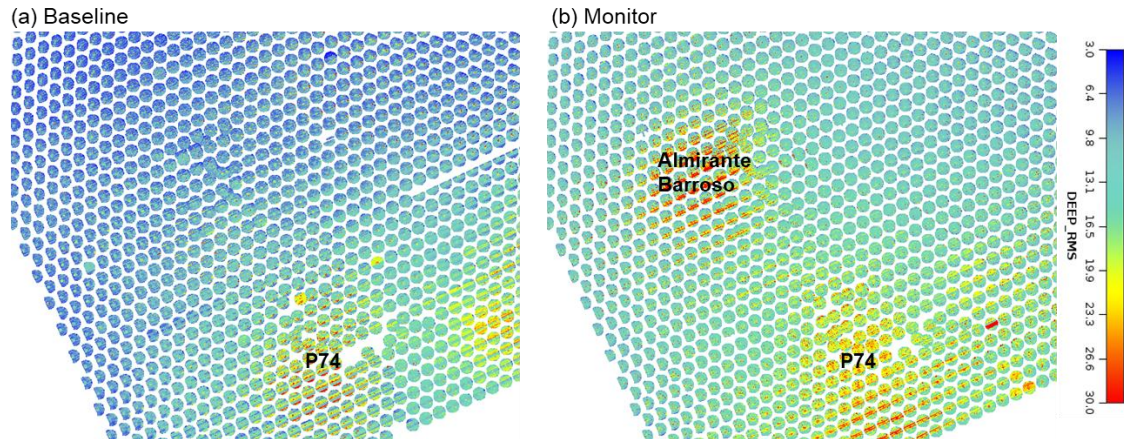 (a) Baseline
(b) Monitor
Almirante
Barroso
P74
P74
3.0
6.4
9.8
13.1
16.5
19.9
23.3
26.6
30.0
DEEP_RMS